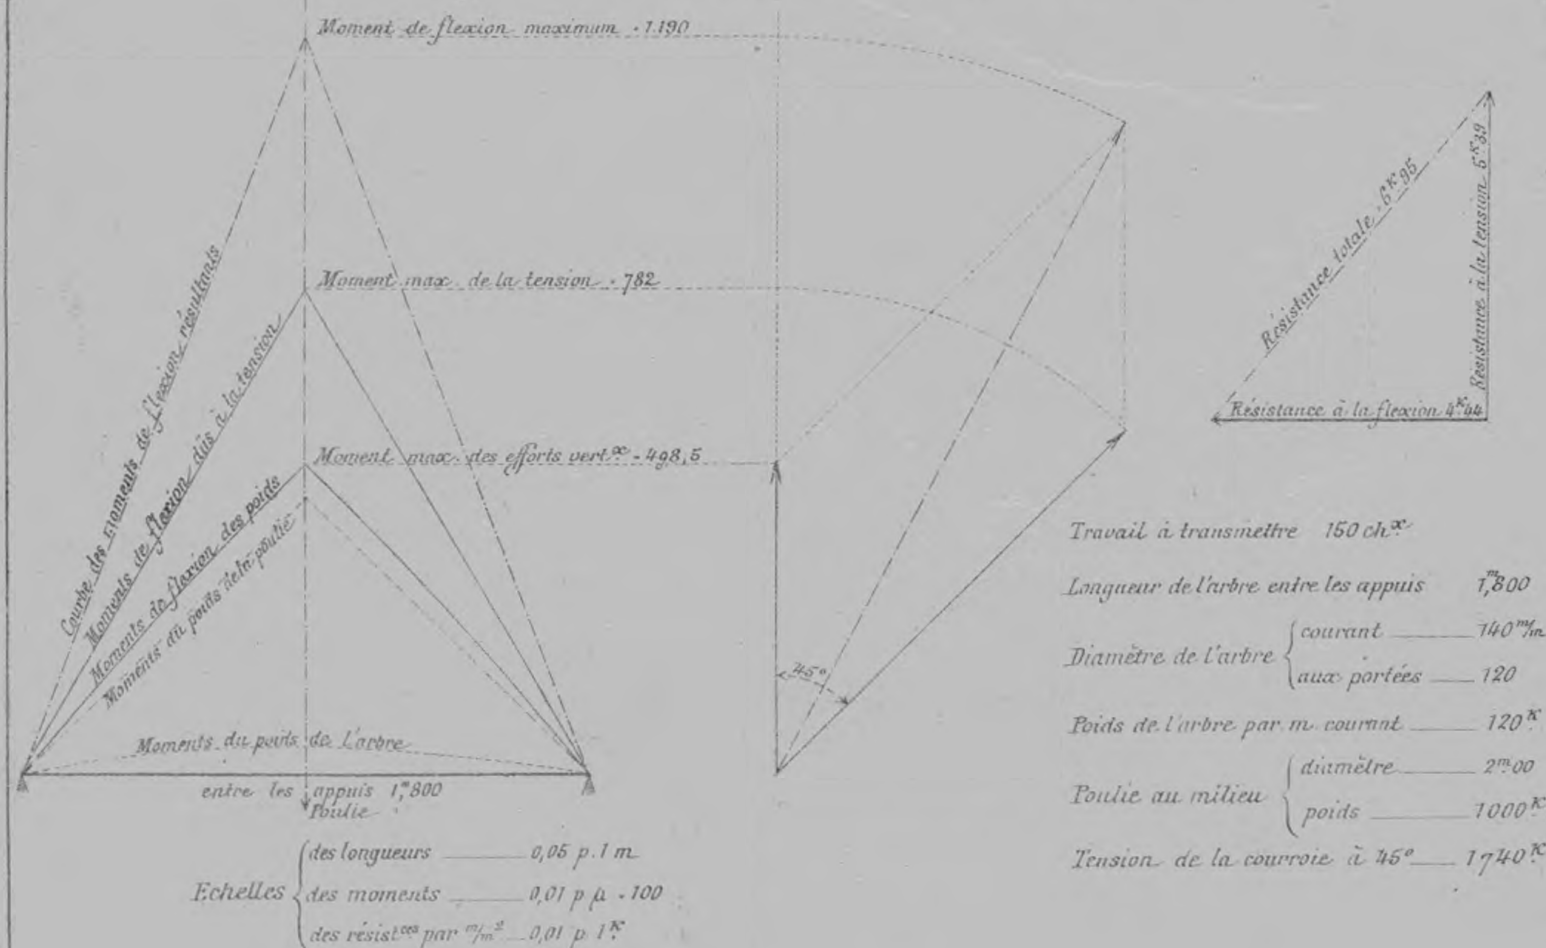 Moment de flexion maximum = 1190
Moment max. de la tension = 782
Moment max. des efforts vert.x = 498,5
Courbe des moments de flexion résultants
Moments de flexion dûs à la tension
Moments de flexion des poids
Moments du poids de la poulie
Moments du poids de l'arbre
entre les appuis 1,m800
Poulie
45°
Résistance totale = 6K95
Résistance à la tension 5K39
Résistance à la flexion 4K44
Travail à transmettre 150 ch.x
Longueur de l'arbre entre les appuis 1,m800
Diamètre de l'arbre
courant 140 m/m
aux portées 120
Poids de l'arbre par m. courant 120K
Poulie au milieu
diamètre 2m00
poids 1000K
Tension de la courroie à 45° 1740K
Echelles
des longueurs 0,05 p. 1 m
des moments 0,01 p µ = 100
des résist.ces par m/m2 0,01 p 1K